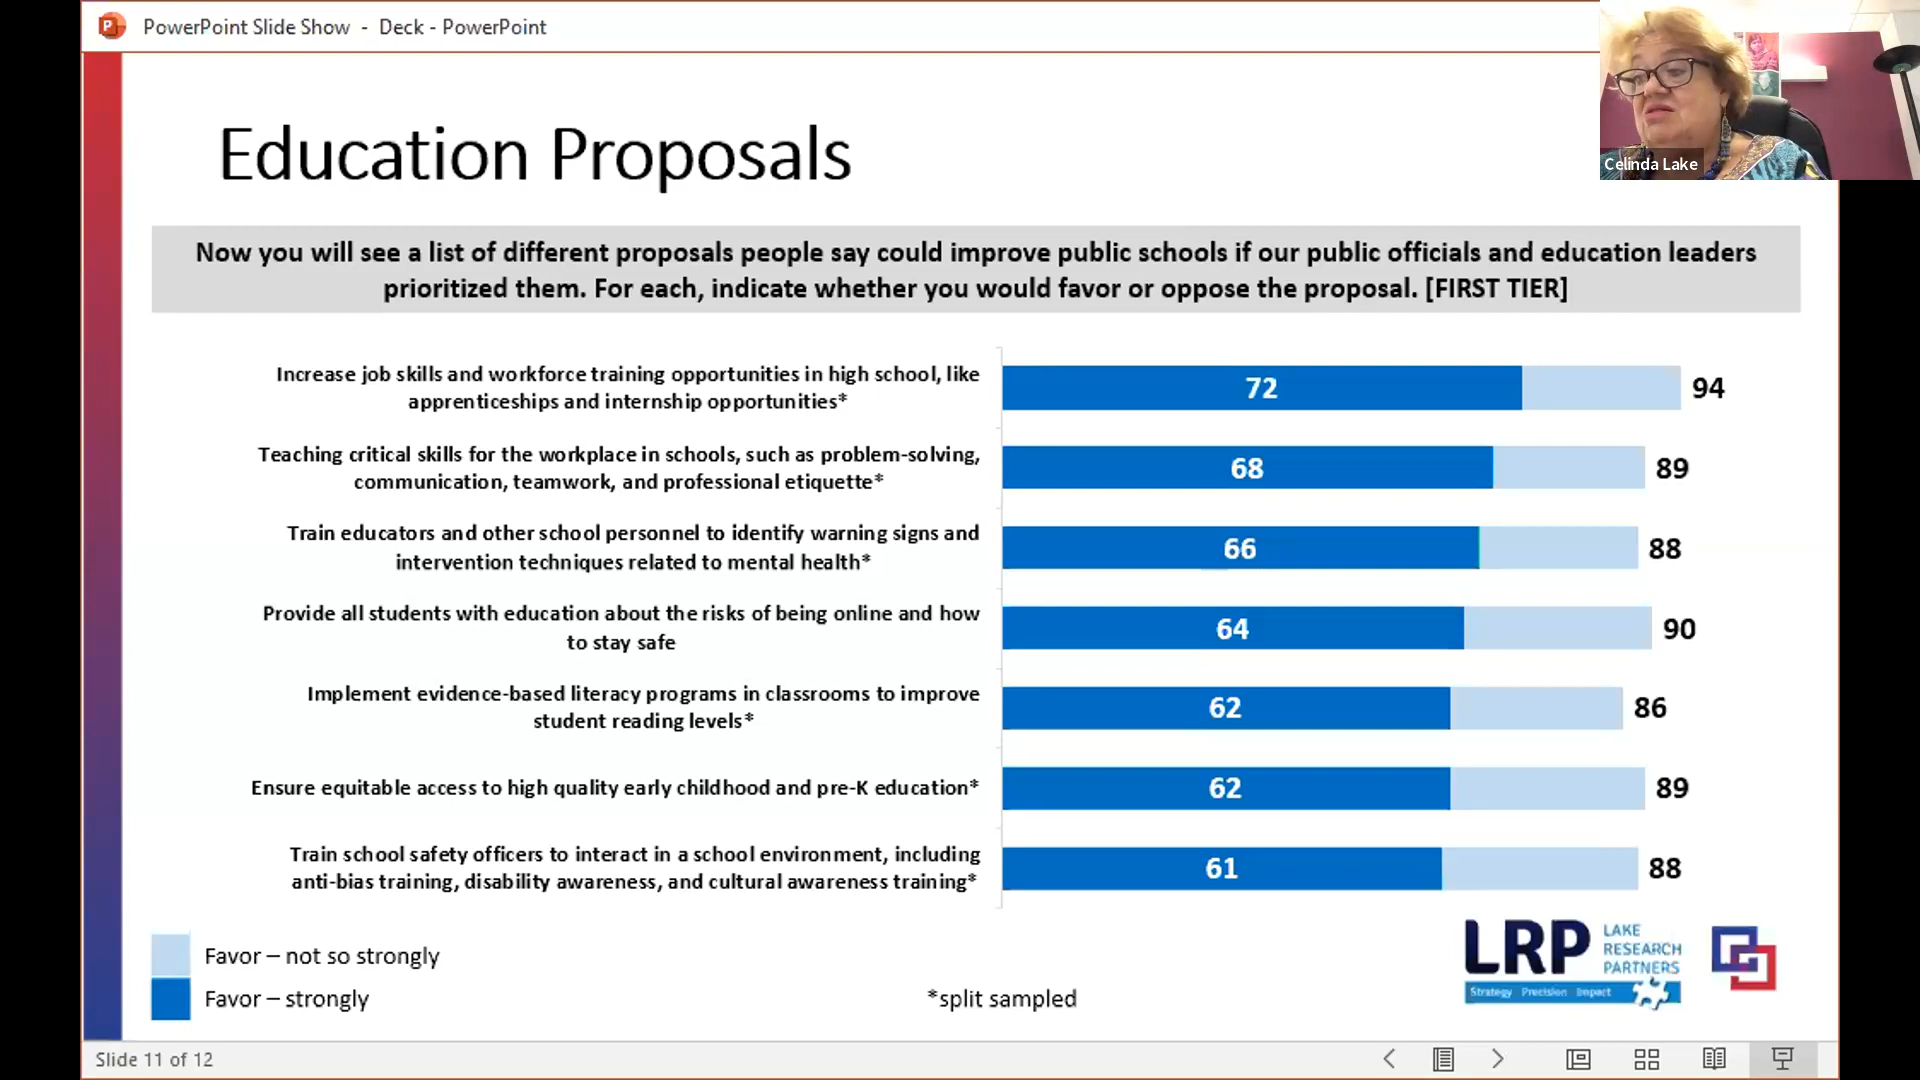 PowerPoint Slide Show - Deck - PowerPoint
Celinda Lake
Education Proposals
Now you will see a list of different proposals people say could improve public schools if our public officials and education leaders
prioritized them. For each, indicate whether you would favor or oppose the proposal. [FIRST TIER]
Increase job skills and workforce training opportunities in high school, like
apprenticeships and internship opportunities*
72
94
Teaching critical skills for the workplace in schools, such as problem-solving,
communication, teamwork, and professional etiquette*
68
89
Train educators and other school personnel to identify warning signs and
intervention techniques related to mental health*
66
88
Provide all students with education about the risks of being online and how
to stay safe
64
90
Implement evidence-based literacy programs in classrooms to improve
student reading levels*
62
86
Ensure equitable access to high quality early childhood and pre-K education*
62
89
Train school safety officers to interact in a school environment, including
anti-bias training, disability awareness, and cultural awareness training*
61
88
Favor – not so strongly
Favor – strongly
*split sampled
LRP
LAKE
RESEARCH
PARTNERS
Strategy Precision Impact
Slide 11 of 12